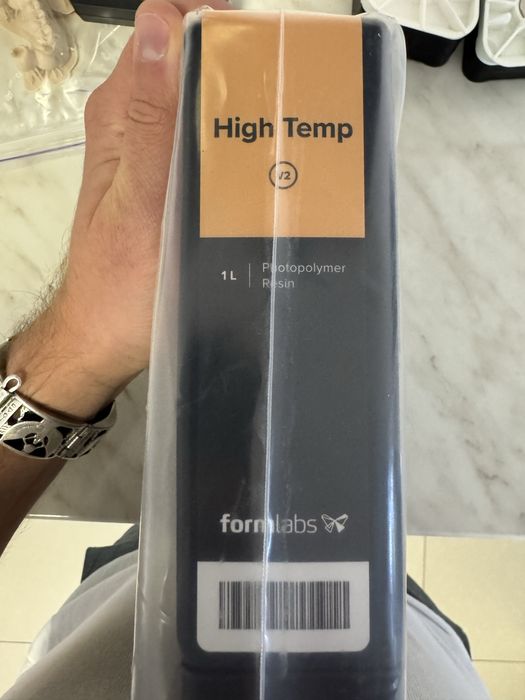 High Temp
V2
1 L
Photopolymer
Resin
formlabs